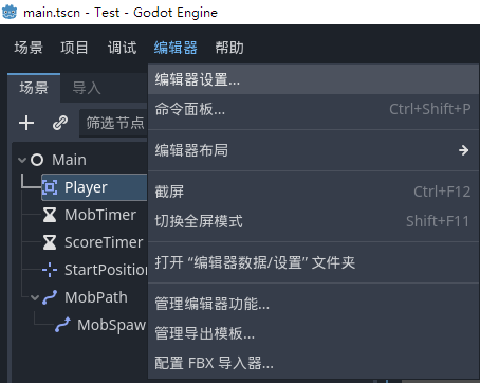 main.tscn - Test - Godot Engine
场景 项目 调试 编辑器 帮助
场景 导入
编辑器设置...
筛选节点
命令面板... Ctrl+Shift+P
编辑器布局
Main
Player
截屏 Ctrl+F12
MobTimer
切换全屏模式 Shift+F11
ScoreTimer
StartPosition
打开 “编辑器数据/设置” 文件夹
MobPath
管理编辑器功能...
MobSpaw
管理导出模板...
配置 FBX 导入器...